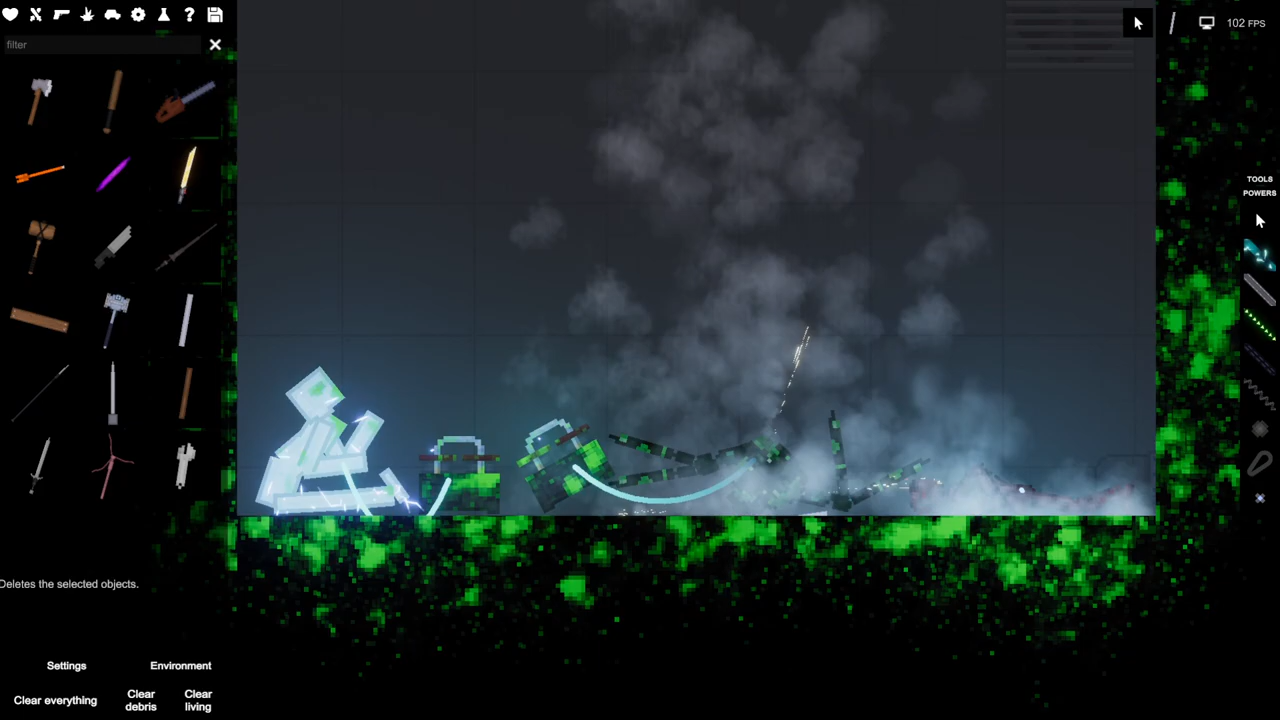 filter
102 FPS
TOOLS
POWERS
Deletes the selected objects.
Settings
Environment
Clear everything
Clear
debris
Clear
living